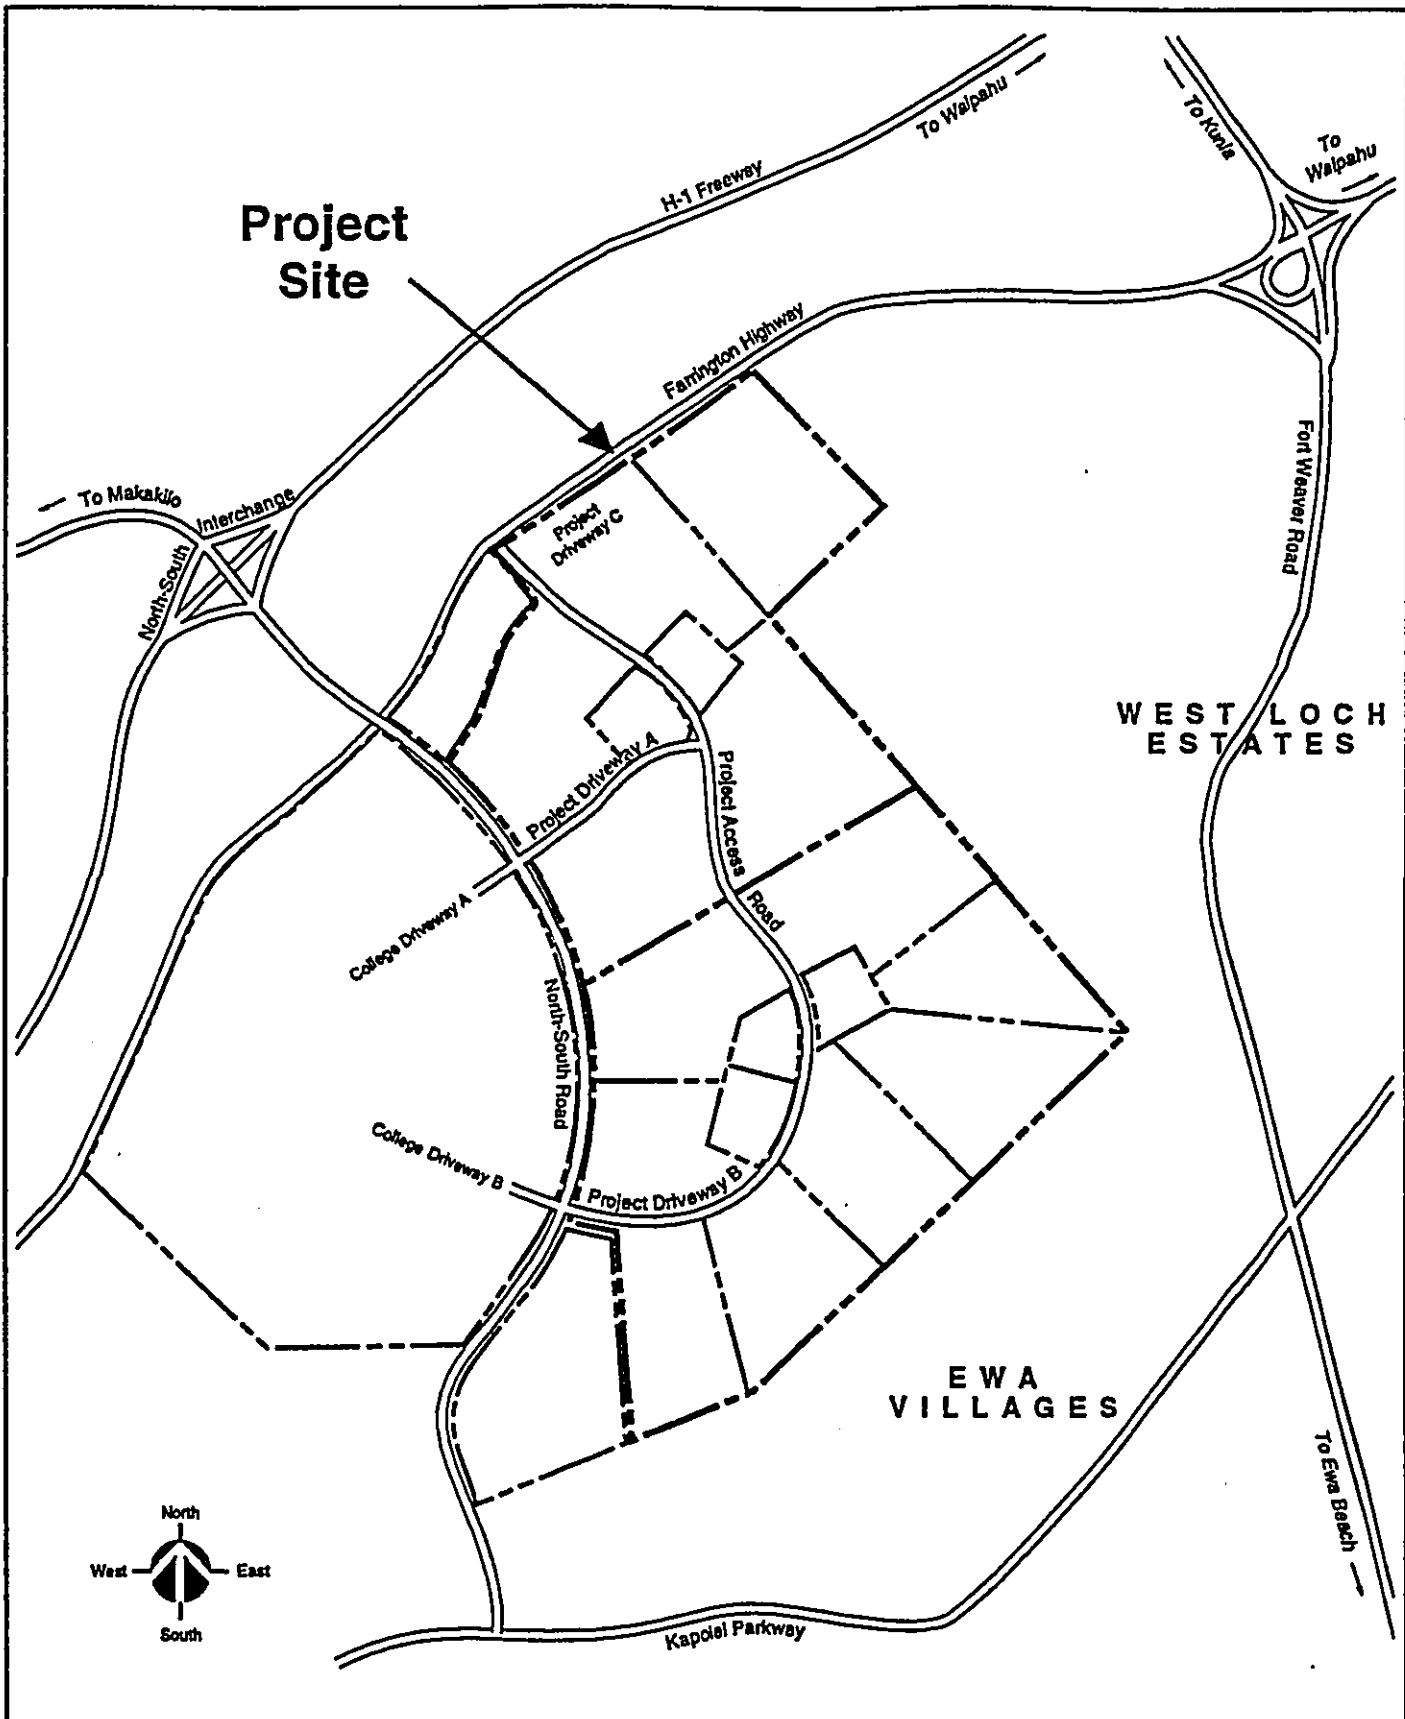 To Waipahu
To Kunia
To
Waipahu
H-1 Freeway
Project
Site
Farrington Highway
Fort Weaver Road
To Makakilo
Interchange
North-South
Project
Driveway C
WEST LOCH
ESTATES
Project Driveway A
Project Access
Road
College Driveway A
North-South Road
College Driveway B
Project Driveway B
EWA
VILLAGES
To Ewa Beach
North
West
East
South
Kapolei Parkway